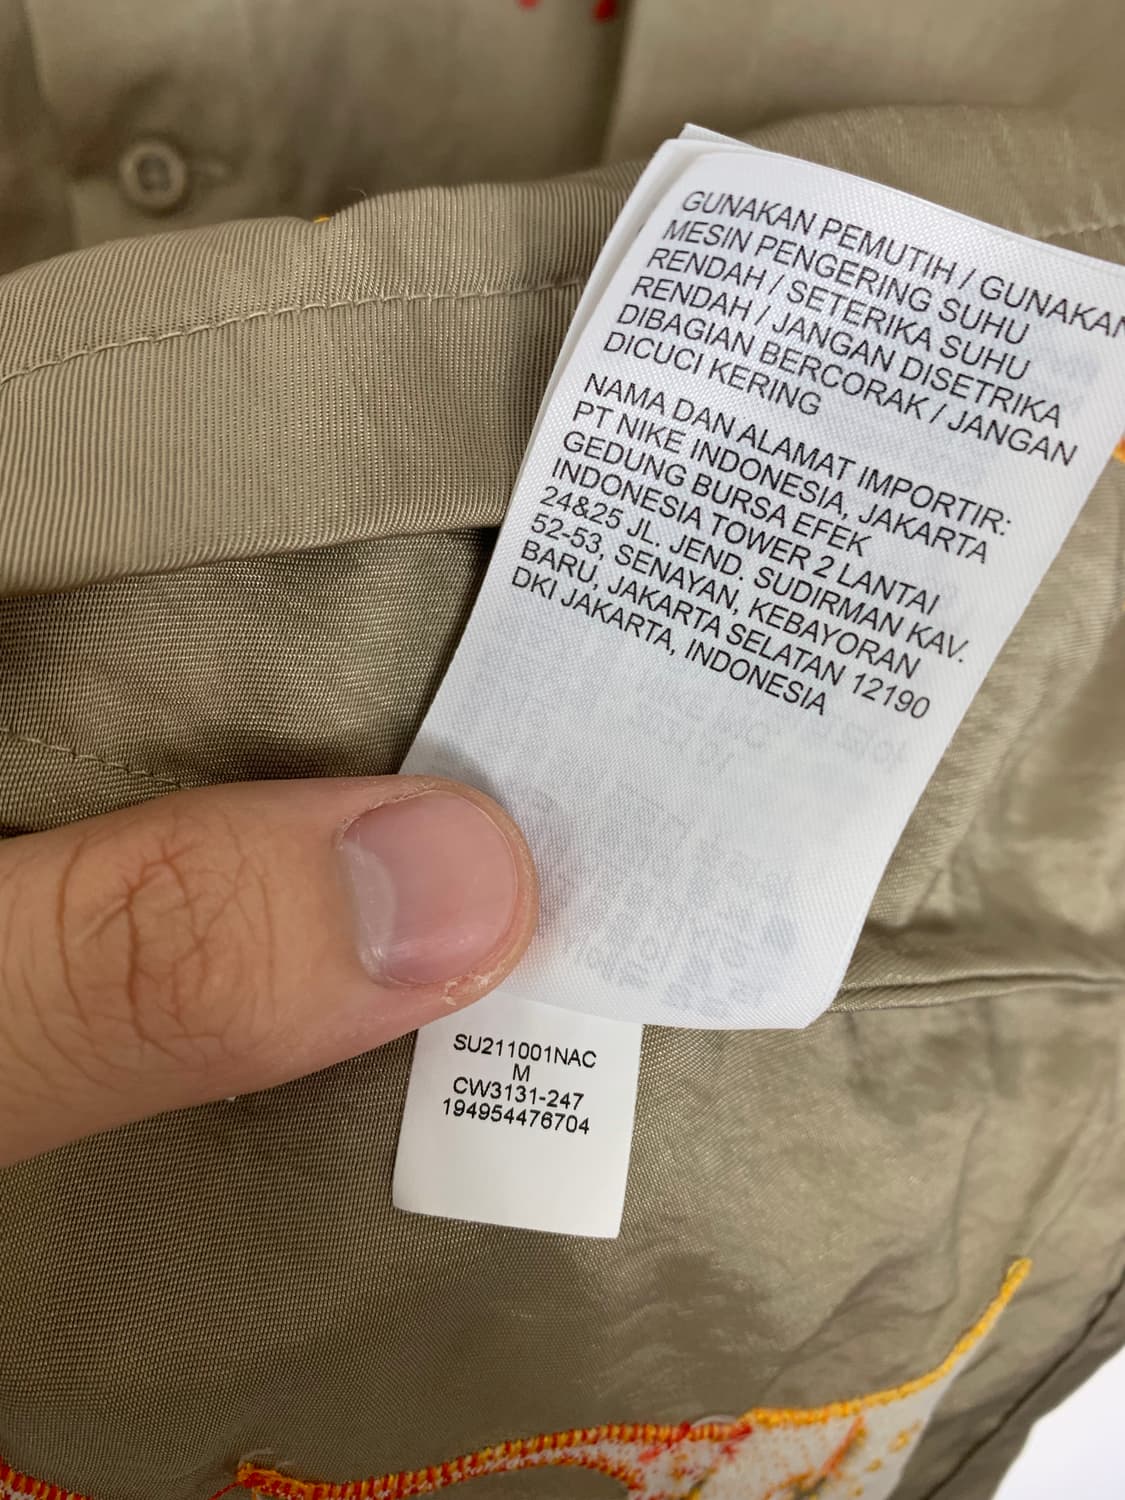 GUNAKAN PEMUTIH / GUNAKAN
MESIN PENGERING SUHU
RENDAH / SETERIKA SUHU
RENDAH / JANGAN DISETRIKA
DIBAGIAN BERCORAK / JANGAN
DICUCI KERING
NAMA DAN ALAMAT IMPORTIR:
PT NIKE INDONESIA, JAKARTA
GEDUNG BURSA EFEK
INDONESIA TOWER 2 LANTAI
24&25 JL. JEND. SUDIRMAN KAV.
52-53, SENAYAN, KEBAYORAN
BARU, JAKARTA SELATAN 12190
DKI JAKARTA, INDONESIA
SU211001NAC
M
CW3131-247
194954476704